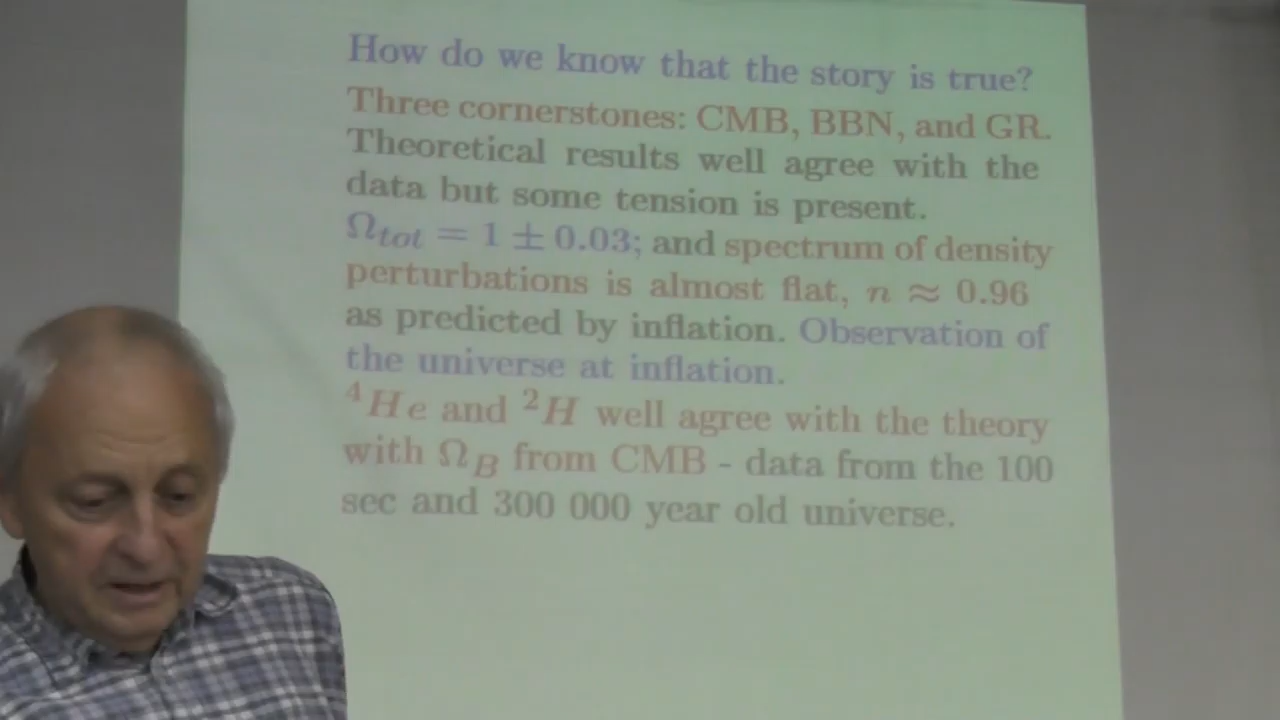 How do we know that the story is true?
Three cornerstones: CMB, BBN, and GR.
Theoretical results well agree with the
data but some tension is present.
Ω_tot = 1 ± 0.03; and spectrum of density
perturbations is almost flat, n ≈ 0.96
as predicted by inflation. Observation of
the universe at inflation.
⁴He and ²H well agree with the theory
with Ω_B from CMB - data from the 100
sec and 300 000 year old universe.